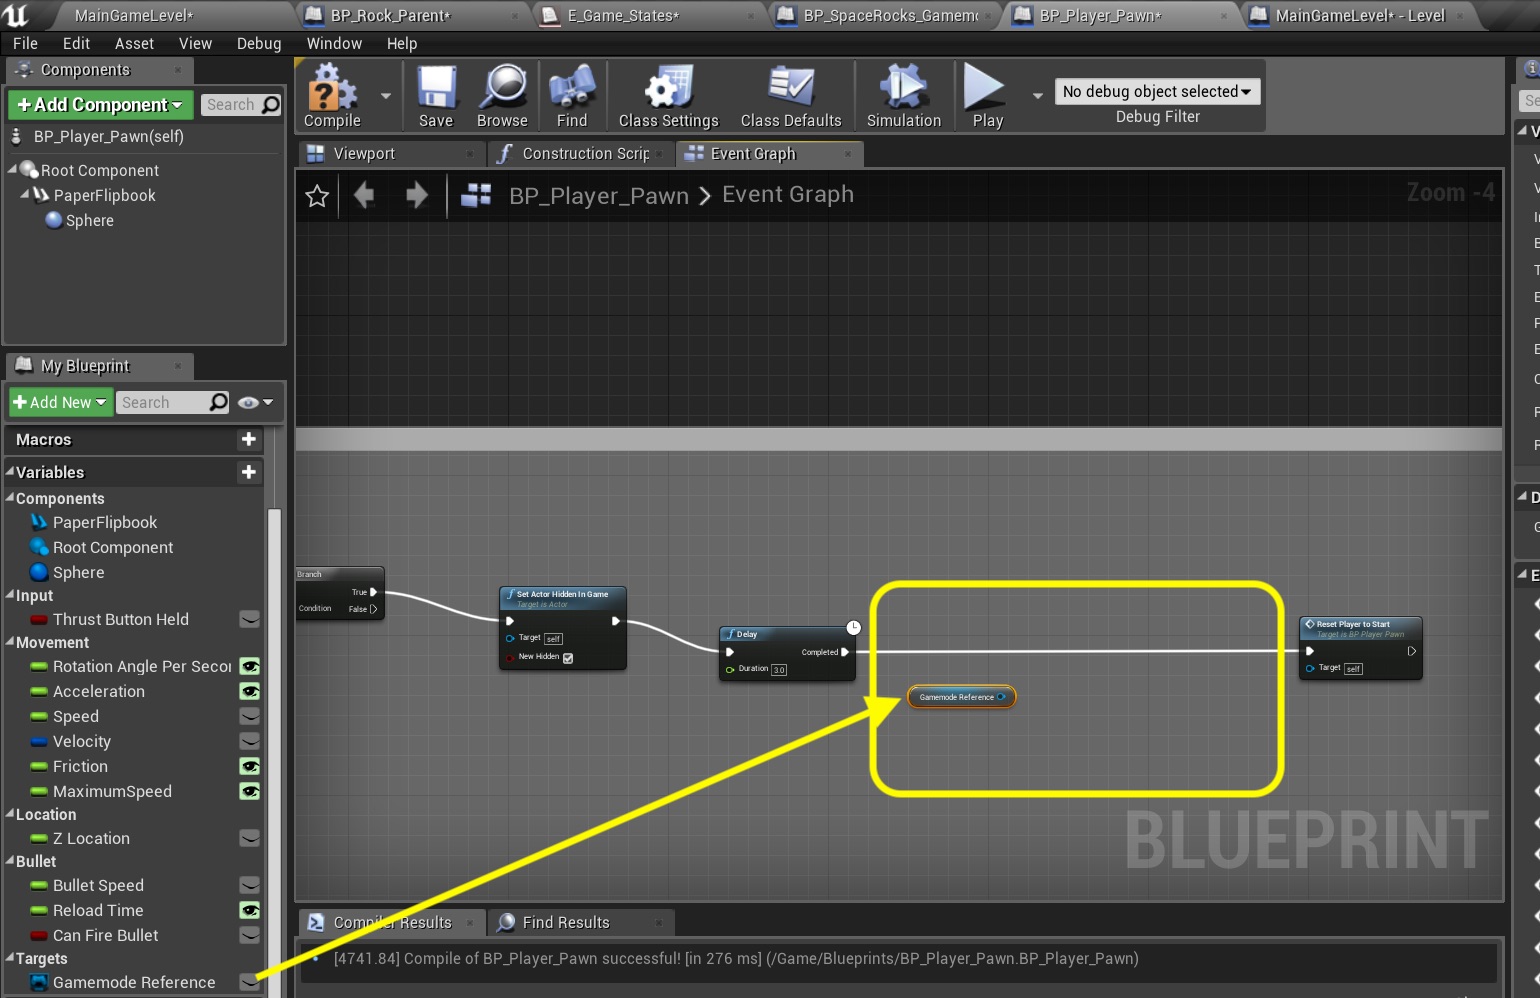 MainGameLevel*
BP_Rock_Parent*
E_Game_States*
BP_SpaceRocks_Gamem
BP_Player_Pawn*
MainGameLevel* - Level
File Edit Asset View Debug Window Help
Components
+Add Component
Search
BP_Player_Pawn(self)
Root Component
PaperFlipbook
Sphere
Compile
Save
Browse
Find
Class Settings
Class Defaults
Simulation
Play
No debug object selected
Debug Filter
Viewport
Construction Scrip
Event Graph
BP_Player_Pawn > Event Graph
Zoom -4
My Blueprint
+Add New
Search
Macros
Variables
Components
PaperFlipbook
Root Component
Sphere
Input
Thrust Button Held
Movement
Rotation Angle Per Secor
Acceleration
Speed
Velocity
Friction
MaximumSpeed
Location
Z Location
Bullet
Bullet Speed
Reload Time
Can Fire Bullet
Targets
Gamemode Reference
Branch
True
Condition False
Set Actor Hidden In Game
Target is Actor
Target self
New Hidden
Delay
Completed
Duration 3.0
Gamemode Reference
Reset Player to Start
Target is BP Player Pawn
Target self
BLUEPRINT
Compiler Results
Find Results
[4741.84] Compile of BP_Player_Pawn successful! [in 276 ms] (/Game/Blueprints/BP_Player_Pawn.BP_Player_Pawn)